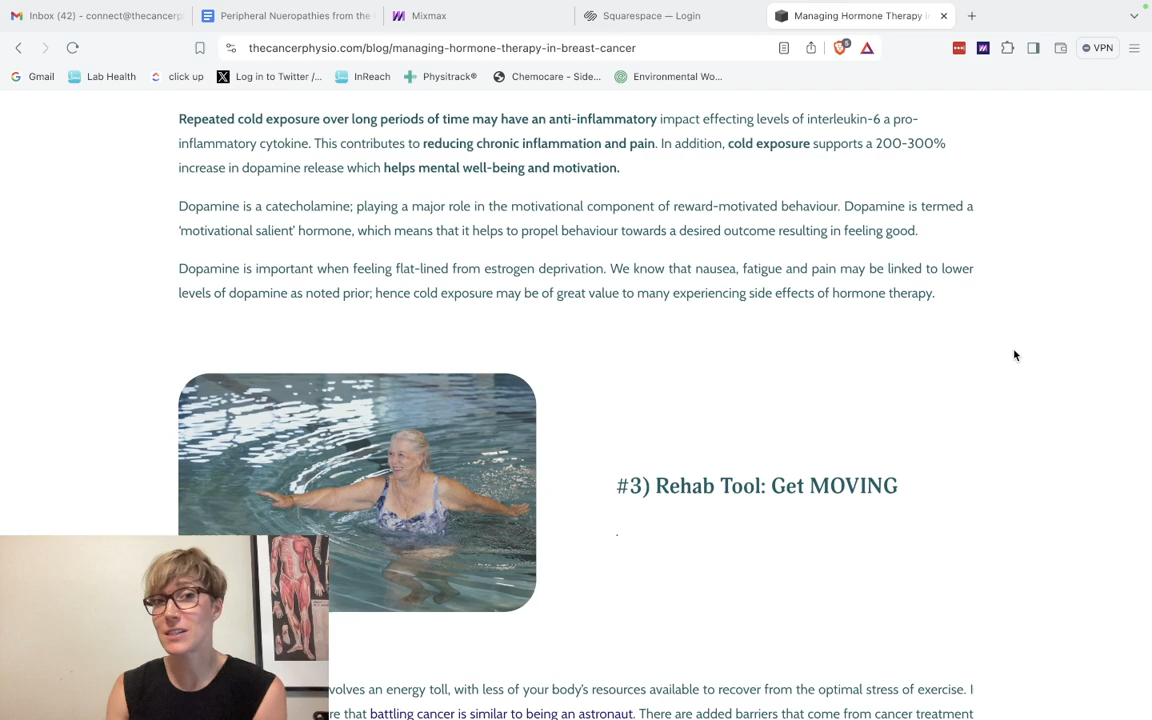 Inbox (42) - connect@thecancerp
Peripheral Nueropathies from the
Mixmax
Squarespace — Login
Managing Hormone Therapy in
thecancerphysio.com/blog/managing-hormone-therapy-in-breast-cancer
5
VPN
Gmail
Lab Health
click up
Log in to Twitter /...
InReach
Physitrack®
Chemocare - Side...
Environmental Wo...
Repeated cold exposure over long periods of time may have an anti-inflammatory impact effecting levels of interleukin-6 a pro-
inflammatory cytokine. This contributes to reducing chronic inflammation and pain. In addition, cold exposure supports a 200-300%
increase in dopamine release which helps mental well-being and motivation.
Dopamine is a catecholamine; playing a major role in the motivational component of reward-motivated behaviour. Dopamine is termed a
‘motivational salient’ hormone, which means that it helps to propel behaviour towards a desired outcome resulting in feeling good.
Dopamine is important when feeling flat-lined from estrogen deprivation. We know that nausea, fatigue and pain may be linked to lower
levels of dopamine as noted prior; hence cold exposure may be of great value to many experiencing side effects of hormone therapy.
#3) Rehab Tool: Get MOVING
.
volves an energy toll, with less of your body's resources available to recover from the optimal stress of exercise. I
re that battling cancer is similar to being an astronaut. There are added barriers that come from cancer treatment